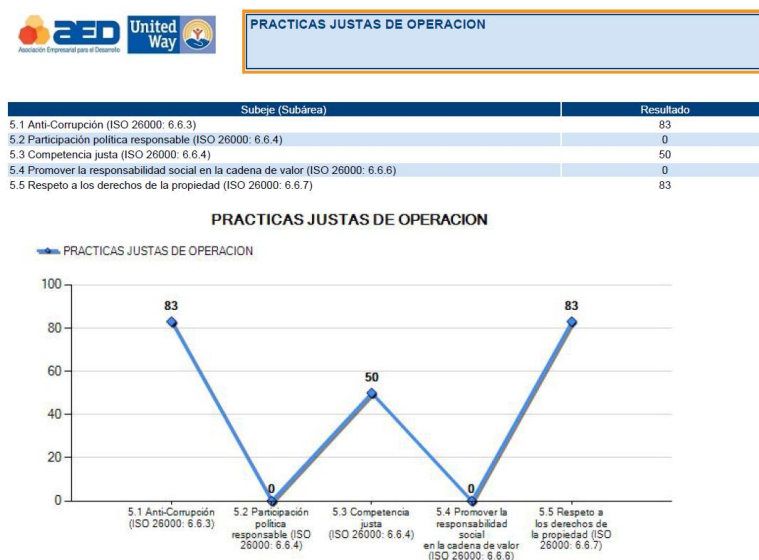 AED
Asociación Empresarial para el Desarrollo
United
Way
PRACTICAS JUSTAS DE OPERACION
Subeje (Subárea) Resultado
5.1 Anti-Corrupción (ISO 26000: 6.6.3) 83
5.2 Participación política responsable (ISO 26000: 6.6.4) 0
5.3 Competencia justa (ISO 26000: 6.6.4) 50
5.4 Promover la responsabilidad social en la cadena de valor (ISO 26000: 6.6.6) 0
5.5 Respeto a los derechos de la propiedad (ISO 26000: 6.6.7) 83
PRACTICAS JUSTAS DE OPERACION
PRACTICAS JUSTAS DE OPERACION
100
80
60
40
20
0
83
0
50
0
83
5.1 Anti-Corrupción
(ISO 26000: 6.6.3)
5.2 Participación
política
responsable (ISO
26000: 6.6.4)
5.3 Competencia
justa
(ISO 26000: 6.6.4)
5.4 Promover la
responsabilidad
social
en la cadena de valor
(ISO 26000: 6.6.6)
5.5 Respeto a
los derechos de
la propiedad (ISO
26000: 6.6.7)